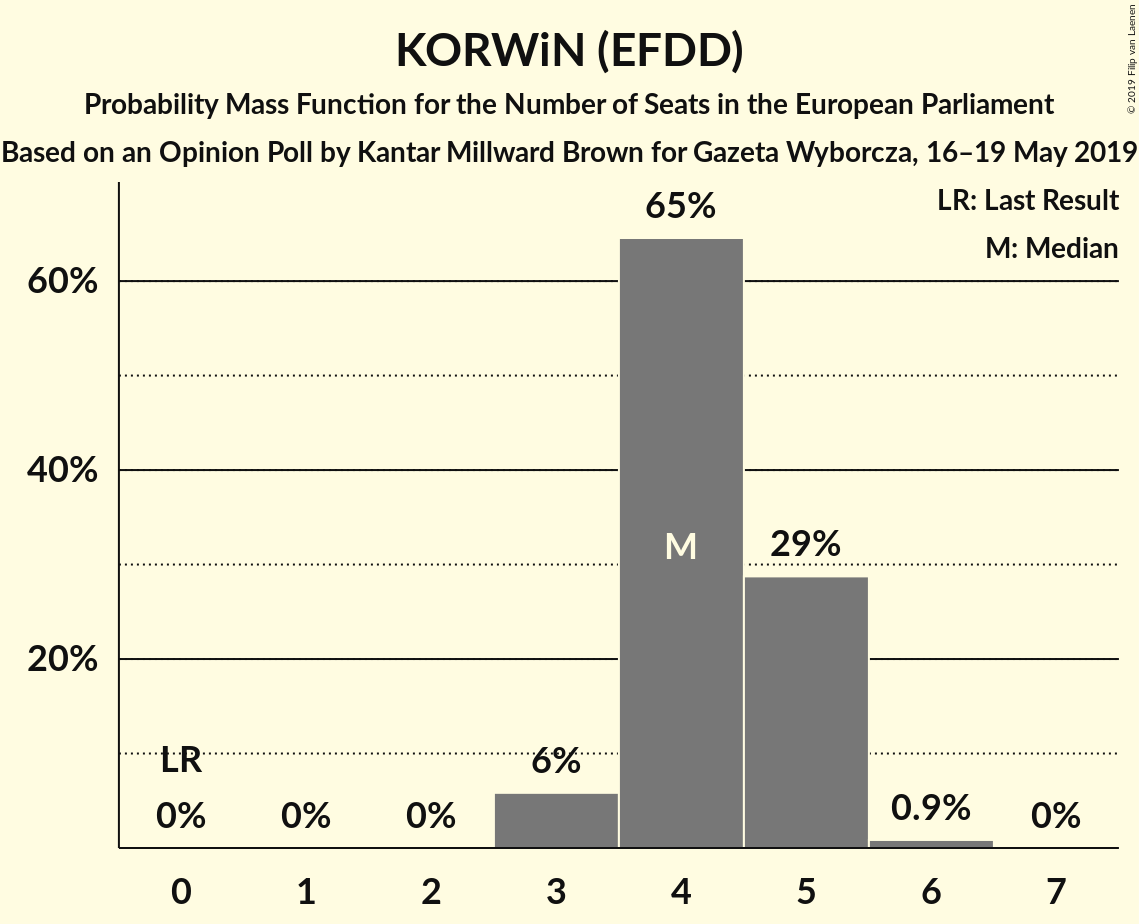 KORWiN (EFDD)
Probability Mass Function for the Number of Seats in the European Parliament
Based on an Opinion Poll by Kantar Millward Brown for Gazeta Wyborcza, 16–19 May 2019
© 2019 Filip van Laenen
LR: Last Result
M: Median
65%
60%
40%
M
29%
20%
LR
6%
0%
0%
0%
0.9%
0%
0
1
2
3
4
5
6
7